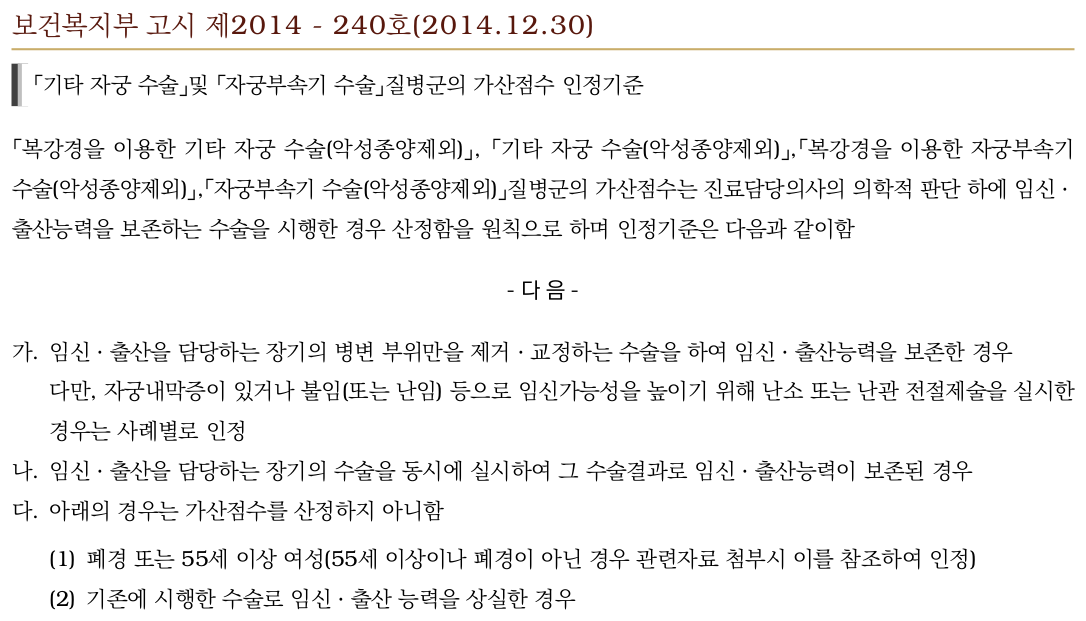 보건복지부 고시 제2014 - 240호(2014.12.30)
「기타 자궁 수술」및 「자궁부속기 수술」질병군의 가산점수 인정기준
「복강경을 이용한 기타 자궁 수술(악성종양제외)」, 「기타 자궁 수술(악성종양제외)」,「복강경을 이용한 자궁부속기
수술(악성종양제외)」,「자궁부속기 수술(악성종양제외)」질병군의 가산점수는 진료담당의사의 의학적 판단 하에 임신 ·
출산능력을 보존하는 수술을 시행한 경우 산정함을 원칙으로 하며 인정기준은 다음과 같이함
- 다 음 -
가. 임신 · 출산을 담당하는 장기의 병변 부위만을 제거 · 교정하는 수술을 하여 임신 · 출산능력을 보존한 경우
다만, 자궁내막증이 있거나 불임(또는 난임) 등으로 임신가능성을 높이기 위해 난소 또는 난관 전절제술을 실시한
경우는 사례별로 인정
나. 임신 · 출산을 담당하는 장기의 수술을 동시에 실시하여 그 수술결과로 임신 · 출산능력이 보존된 경우
다. 아래의 경우는 가산점수를 산정하지 아니함
(1) 폐경 또는 55세 이상 여성(55세 이상이나 폐경이 아닌 경우 관련자료 첨부시 이를 참조하여 인정)
(2) 기존에 시행한 수술로 임신 · 출산 능력을 상실한 경우